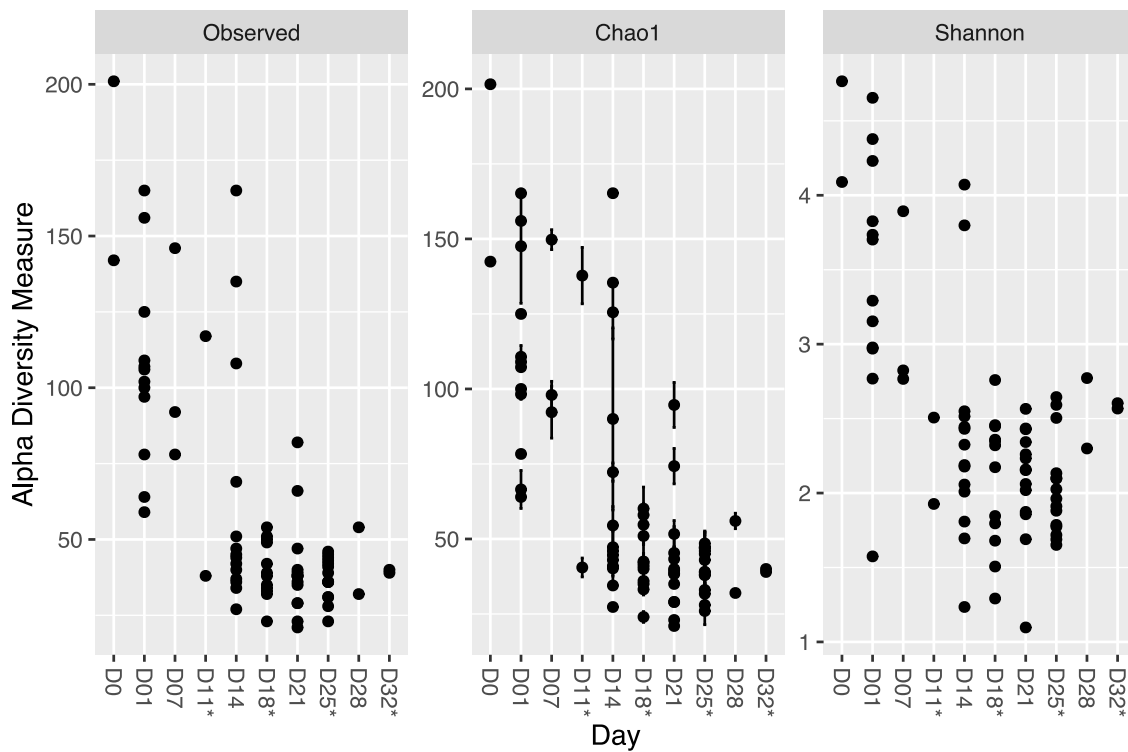 Observed
Chao1
Shannon
Alpha Diversity Measure
200
150
100
50
200
150
100
50
4
3
2
1
D0 D01 D07 D11* D14 D18* D21 D25* D28 D32*
D0 D01 D07 D11* D14 D18* D21 D25* D28 D32*
D0 D01 D07 D11* D14 D18* D21 D25* D28 D32*
Day